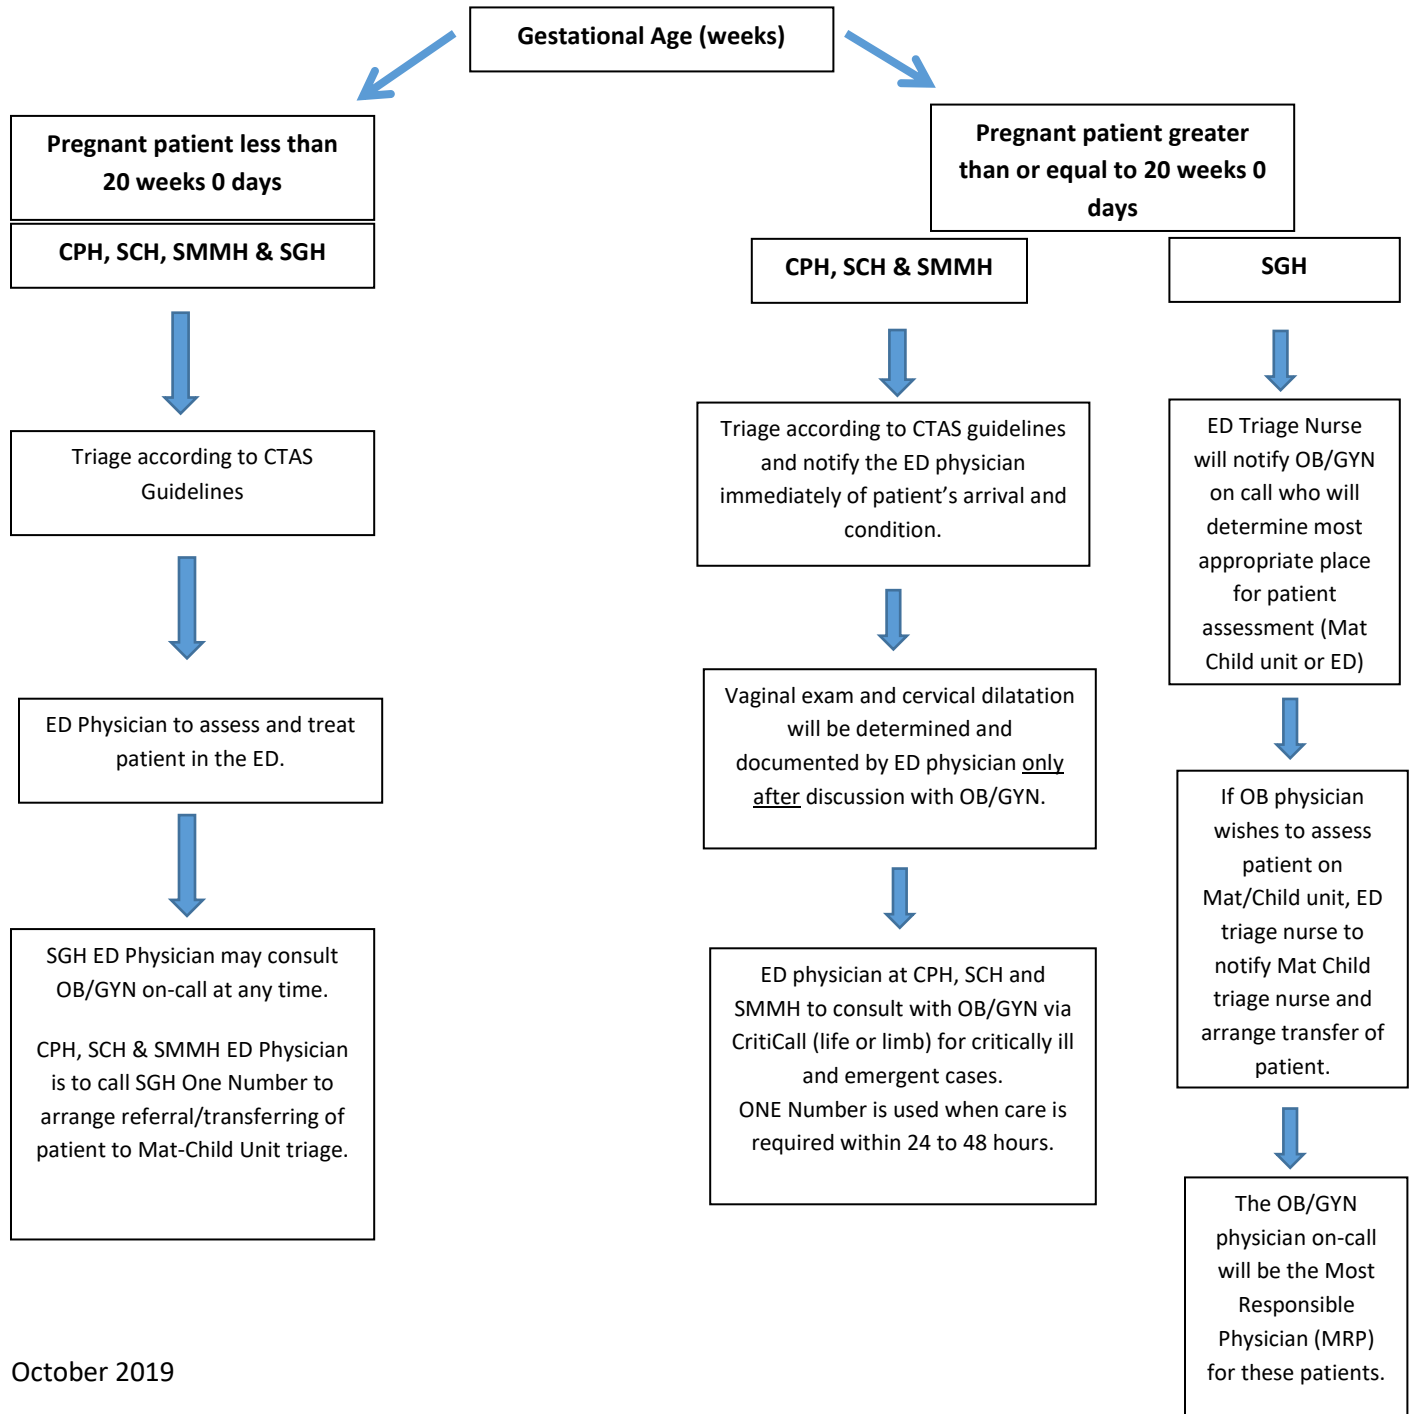 Gestational Age (weeks)
Pregnant patient less than
20 weeks 0 days
CPH, SCH, SMMH & SGH
Triage according to CTAS
Guidelines
ED Physician to assess and treat
patient in the ED.
SGH ED Physician may consult
OB/GYN on-call at any time.
CPH, SCH & SMMH ED Physician
is to call SGH One Number to
arrange referral/transferring of
patient to Mat-Child Unit triage.
Pregnant patient greater
than or equal to 20 weeks 0
days
CPH, SCH & SMMH
Triage according to CTAS guidelines
and notify the ED physician
immediately of patient’s arrival and
condition.
Vaginal exam and cervical dilatation
will be determined and
documented by ED physician only
after discussion with OB/GYN.
ED physician at CPH, SCH and
SMMH to consult with OB/GYN via
CritiCall (life or limb) for critically ill
and emergent cases.
ONE Number is used when care is
required within 24 to 48 hours.
SGH
ED Triage Nurse
will notify OB/GYN
on call who will
determine most
appropriate place
for patient
assessment (Mat
Child unit or ED)
If OB physician
wishes to assess
patient on
Mat/Child unit, ED
triage nurse to
notify Mat Child
triage nurse and
arrange transfer of
patient.
The OB/GYN
physician on-call
will be the Most
Responsible
Physician (MRP)
for these patients.
October 2019